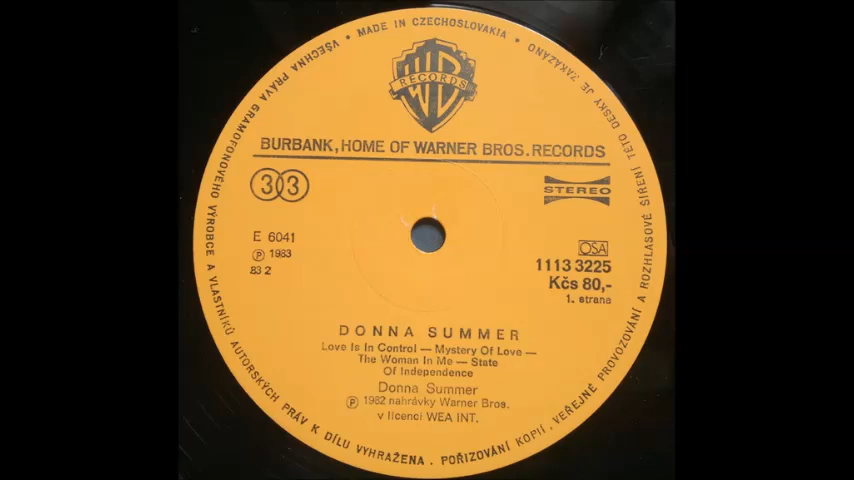 MADE IN CZECHOSLOVAKIA • VŠECHNA PRÁVA GRAMOFONOVÉHO VÝROBCE A VLASTNÍKŮ AUTORSKÝCH PRÁV K DÍLU VYHRAŽENA . POŘIZOVÁNÍ KOPIÍ , VEŘEJNÉ PROVOZOVÁNÍ A ROZHLASOVÉ ŠÍŘENÍ TÉTO DESKY JE ZAKÁZÁNO
WB
RECORDS
BURBANK, HOME OF WARNER BROS. RECORDS
33
STEREO
E 6041
Ⓟ 1983
83 2
OSA
1113 3225
Kčs 80,-
1. strana
DONNA SUMMER
Love Is In Control — Mystery Of Love —
The Woman In Me — State
Of Independence
Donna Summer
Ⓟ 1982 nahrávky Warner Bros.
v licenci WEA INT.